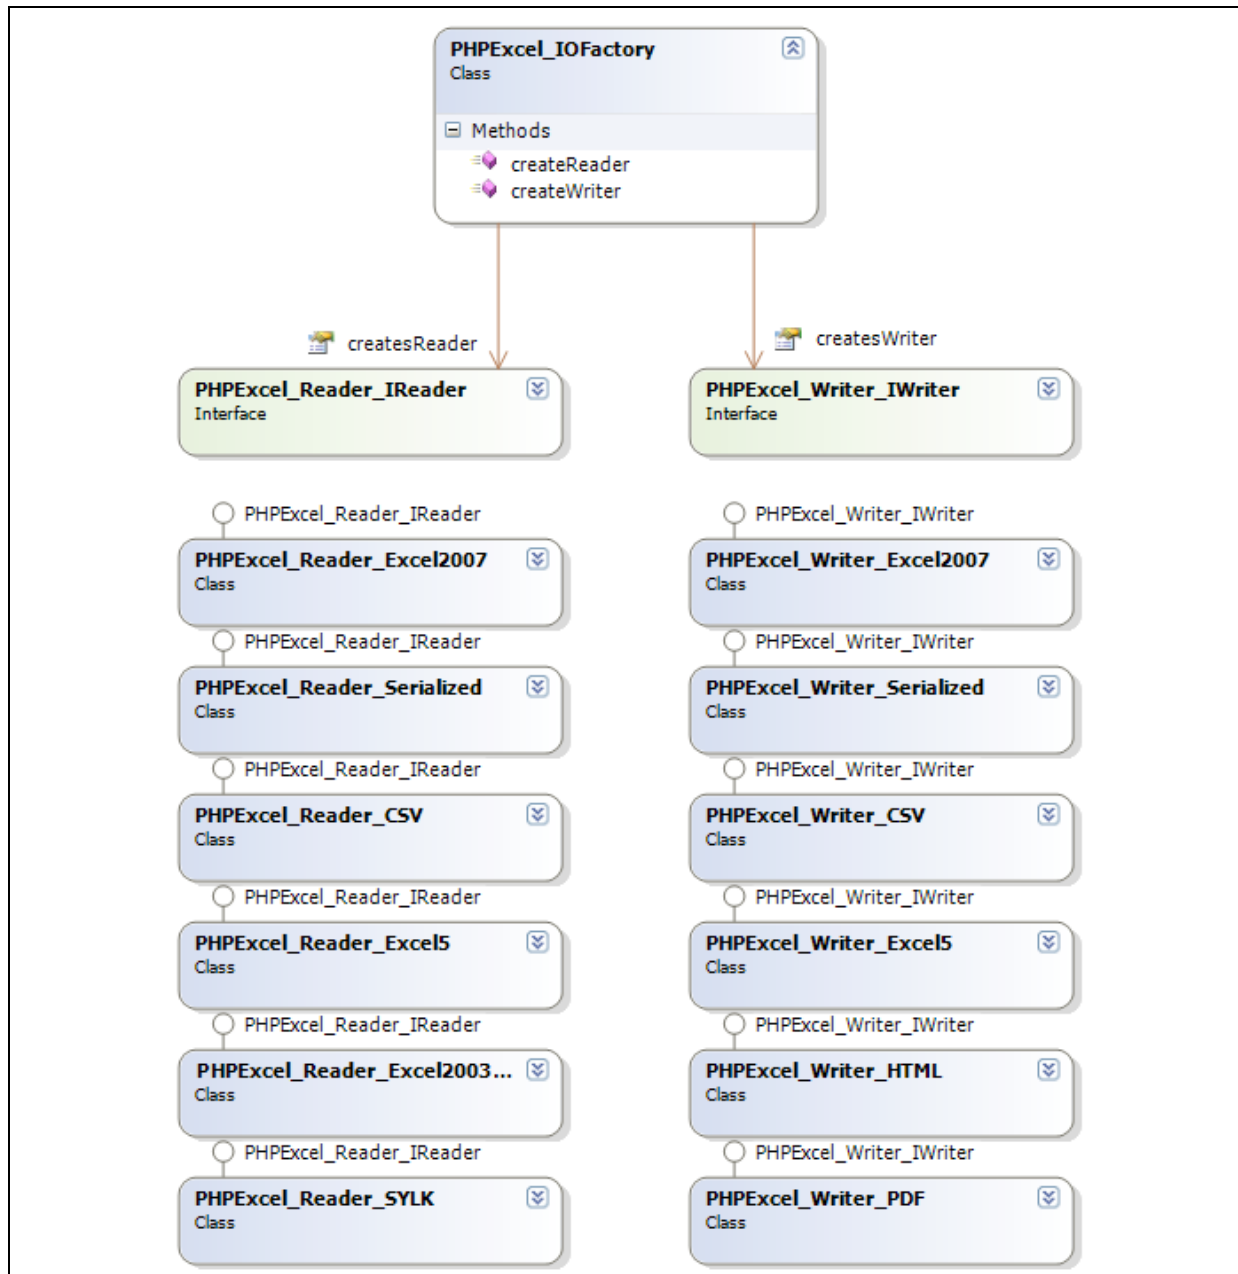 PHPExcel_IOFactory
Class
Methods
createReader
createWriter
createsReader
createsWriter
PHPExcel_Reader_IReader
Interface
PHPExcel_Writer_IWriter
Interface
PHPExcel_Reader_IReader
PHPExcel_Reader_Excel2007
Class
PHPExcel_Reader_IReader
PHPExcel_Reader_Serialized
Class
PHPExcel_Reader_IReader
PHPExcel_Reader_CSV
Class
PHPExcel_Reader_IReader
PHPExcel_Reader_Excel5
Class
PHPExcel_Reader_IReader
PHPExcel_Reader_Excel2003...
Class
PHPExcel_Reader_IReader
PHPExcel_Reader_SYLK
Class
PHPExcel_Writer_IWriter
PHPExcel_Writer_Excel2007
Class
PHPExcel_Writer_IWriter
PHPExcel_Writer_Serialized
Class
PHPExcel_Writer_IWriter
PHPExcel_Writer_CSV
Class
PHPExcel_Writer_IWriter
PHPExcel_Writer_Excel5
Class
PHPExcel_Writer_IWriter
PHPExcel_Writer_HTML
Class
PHPExcel_Writer_IWriter
PHPExcel_Writer_PDF
Class